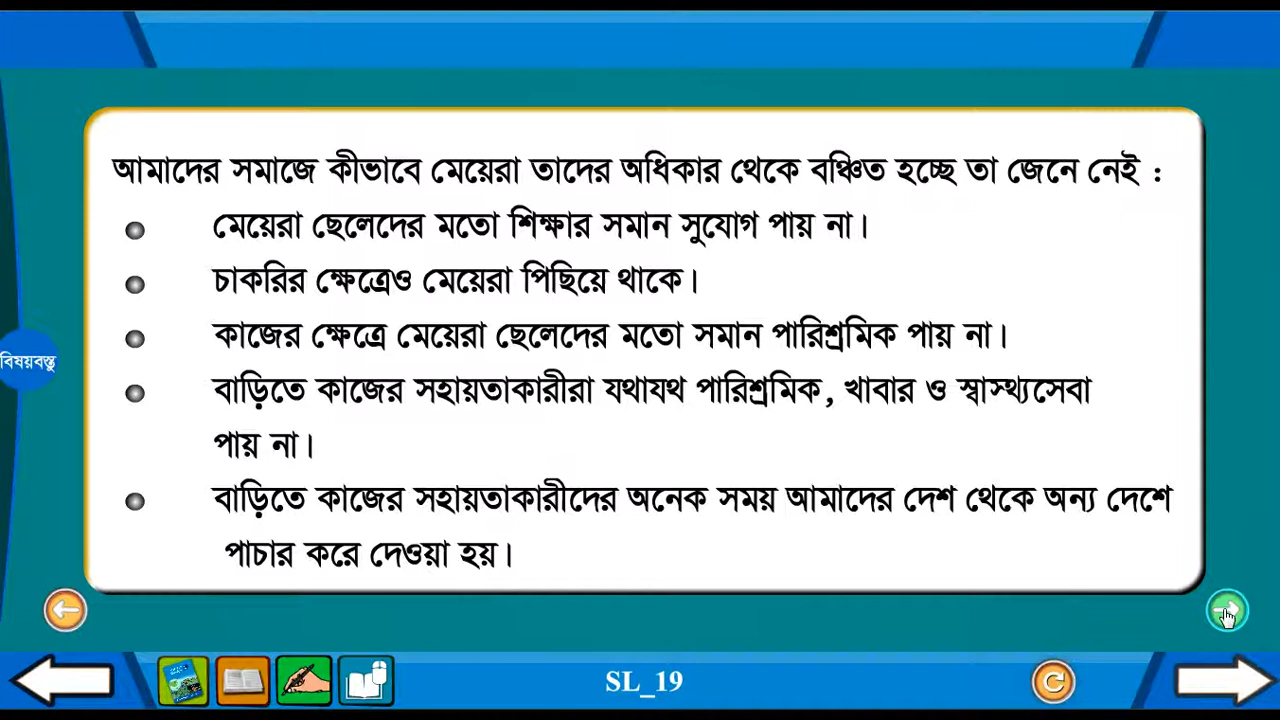 আমাদের সমাজে কীভাবে মেয়েরা তাদের অধিকার থেকে বঞ্চিত হচ্ছে তা জেনে নেই :
মেয়েরা ছেলেদের মতো শিক্ষার সমান সুযোগ পায় না।
চাকরির ক্ষেত্রেও মেয়েরা পিছিয়ে থাকে।
কাজের ক্ষেত্রে মেয়েরা ছেলেদের মতো সমান পারিশ্রমিক পায় না।
বাড়িতে কাজের সহায়তাকারীরা যথাযথ পারিশ্রমিক, খাবার ও স্বাস্থ্যসেবা
পায় না।
বাড়িতে কাজের সহায়তাকারীদের অনেক সময় আমাদের দেশ থেকে অন্য দেশে
পাচার করে দেওয়া হয়।
বিষয়বস্তু
SL_19